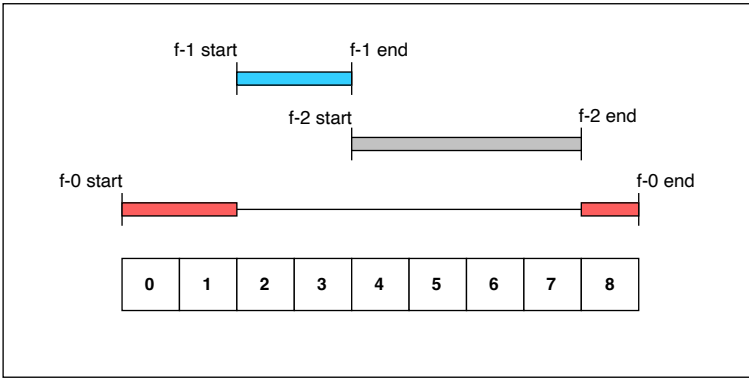 f-1 start f-1 end
f-2 start f-2 end
f-0 start f-0 end
0 1 2 3 4 5 6 7 8